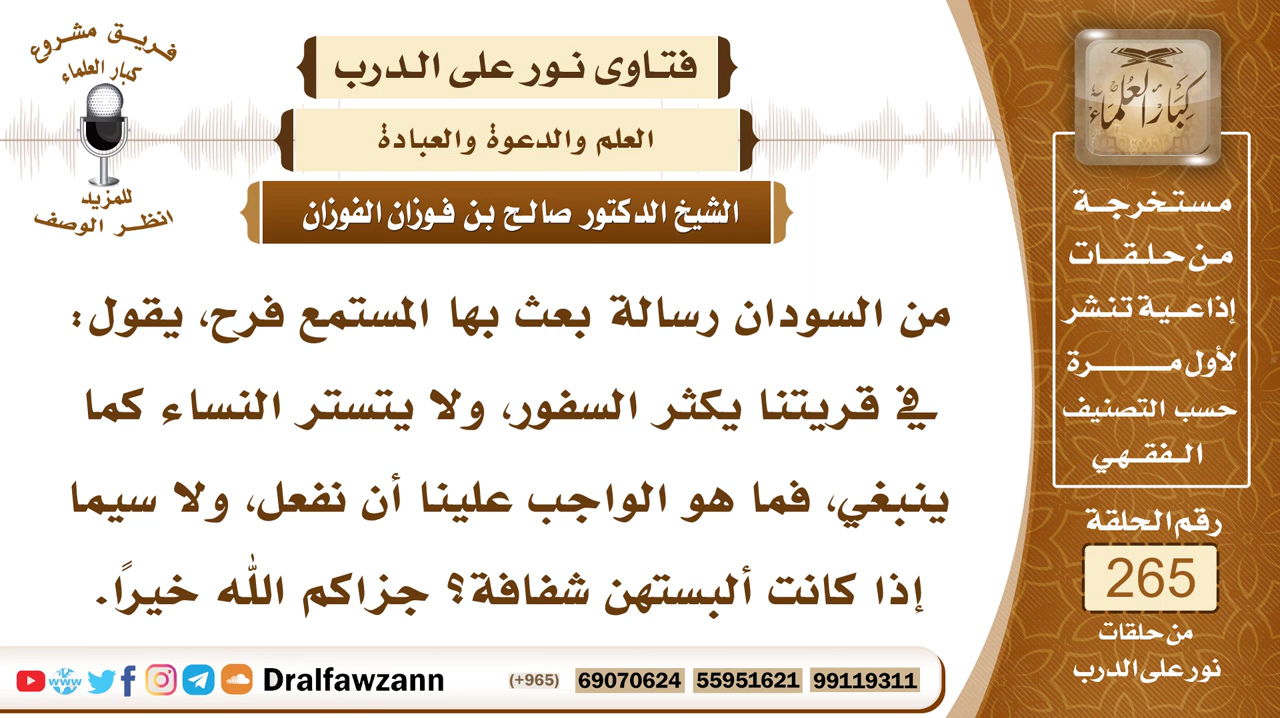 فريق مشروع
كبار العلماء
للمزيد
انظر الوصف
فتاوى نور على الدرب
العلم والدعوة والعبادة
الشيخ الدكتور صالح بن فوزان الفوزان
من السودان رسالة بعث بها المستمع فرح، يقول:
في قريتنا يكثر السفور، ولا يتستر النساء كما
ينبغي، فما هو الواجب علينا أن نفعل، ولا سيما
إذا كانت ألبستهن شفافة؟ جزاكم الله خيرًا.
كبار العلماء
مستخرجة
من حلقات
إذاعية تنشر
لأول مرة
حسب التصنيف
الفقهي
رقم الحلقة
265
من حلقات
نور على الدرب
www Dralfawzann (+965) 69070624 55951621 99119311